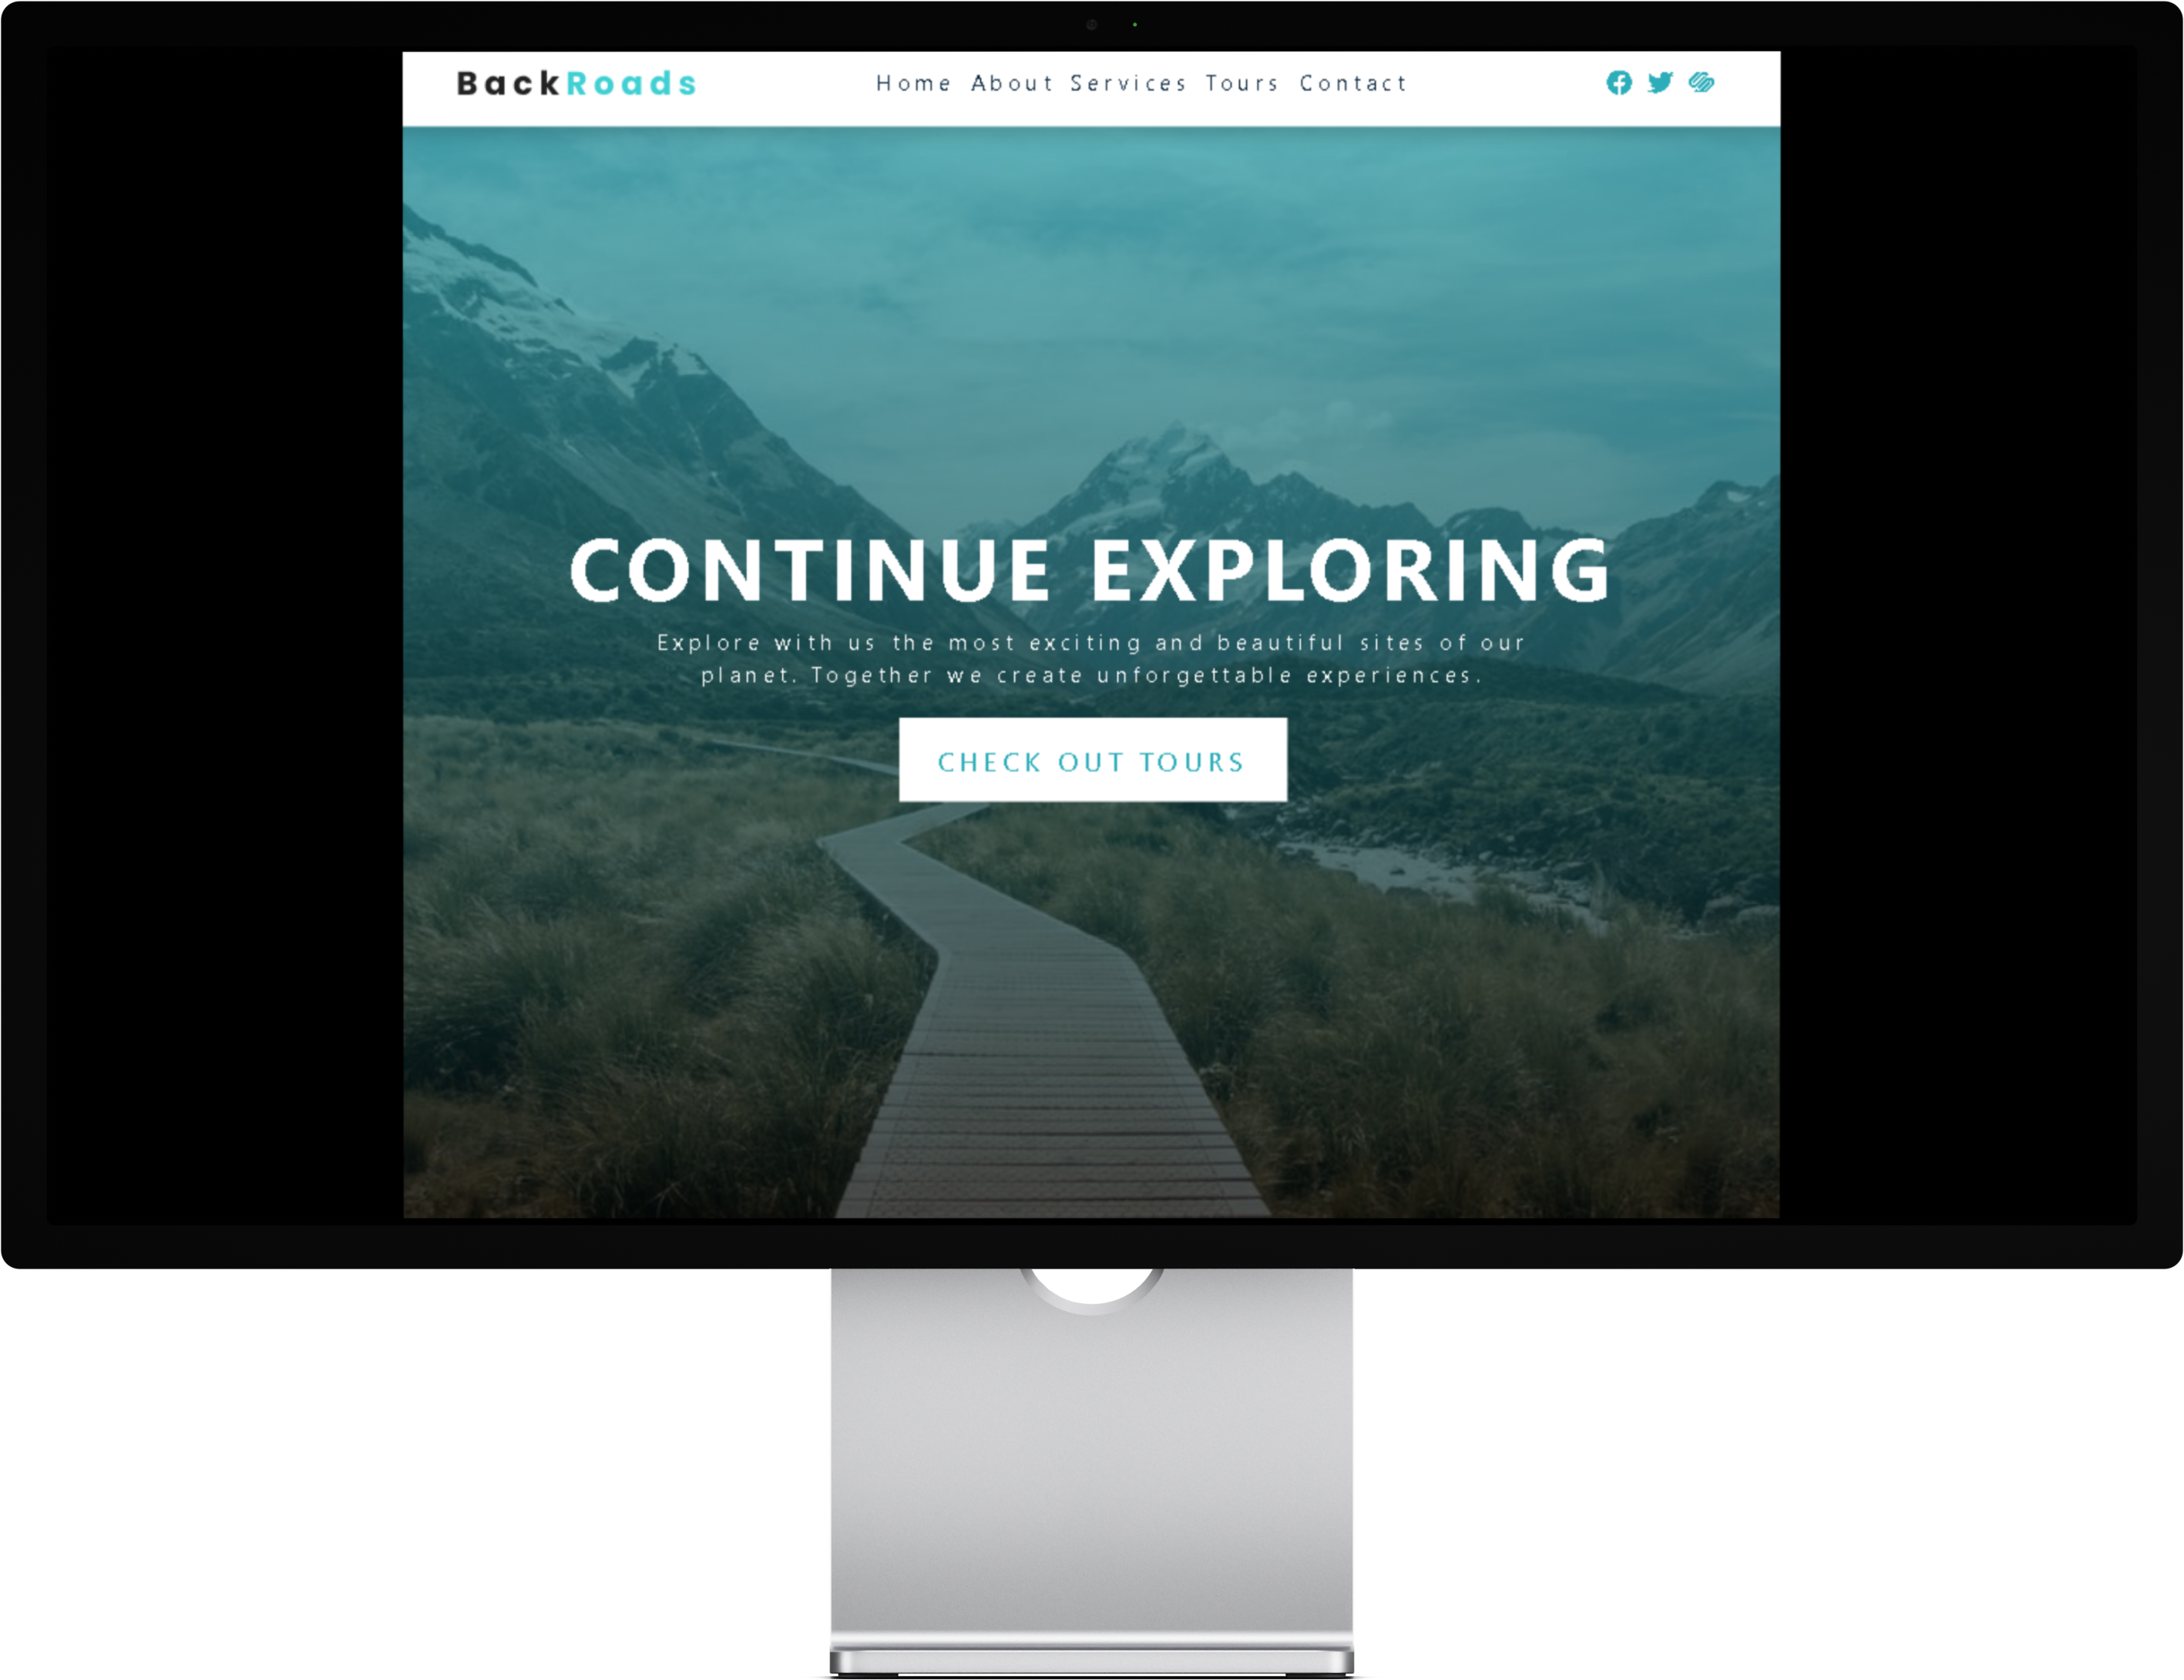 BackRoads
Home About Services Tours Contact
CONTINUE EXPLORING
Explore with us the most exciting and beautiful sites of our
planet. Together we create unforgettable experiences.
CHECK OUT TOURS